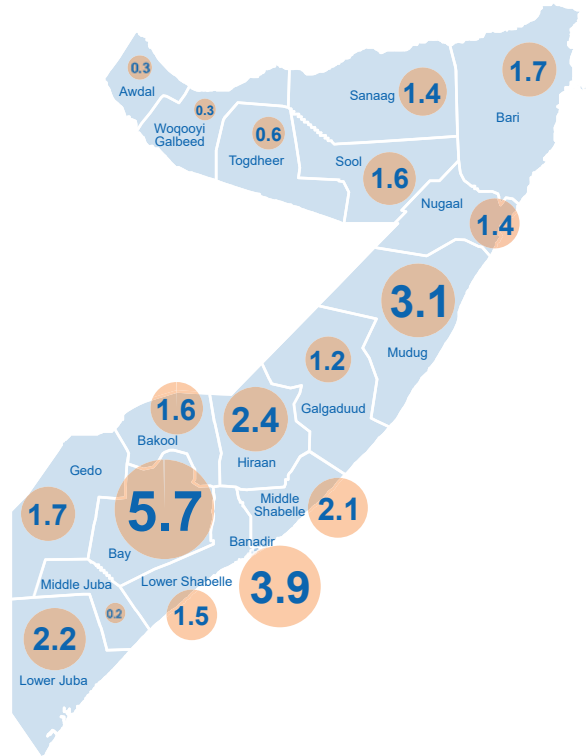 0.3
Awdal
0.3
Woqooyi
Galbeed
0.6
Togdheer
Sanaag
1.4
1.7
Bari
Sool
1.6
Nugaal
1.4
3.1
Mudug
1.2
Galgaduud
1.6
Bakool
2.4
Hiraan
Gedo
1.7
5.7
Bay
Middle
Shabelle
2.1
Banadir
3.9
Middle Juba
0.2
Lower Shabelle
1.5
2.2
Lower Juba